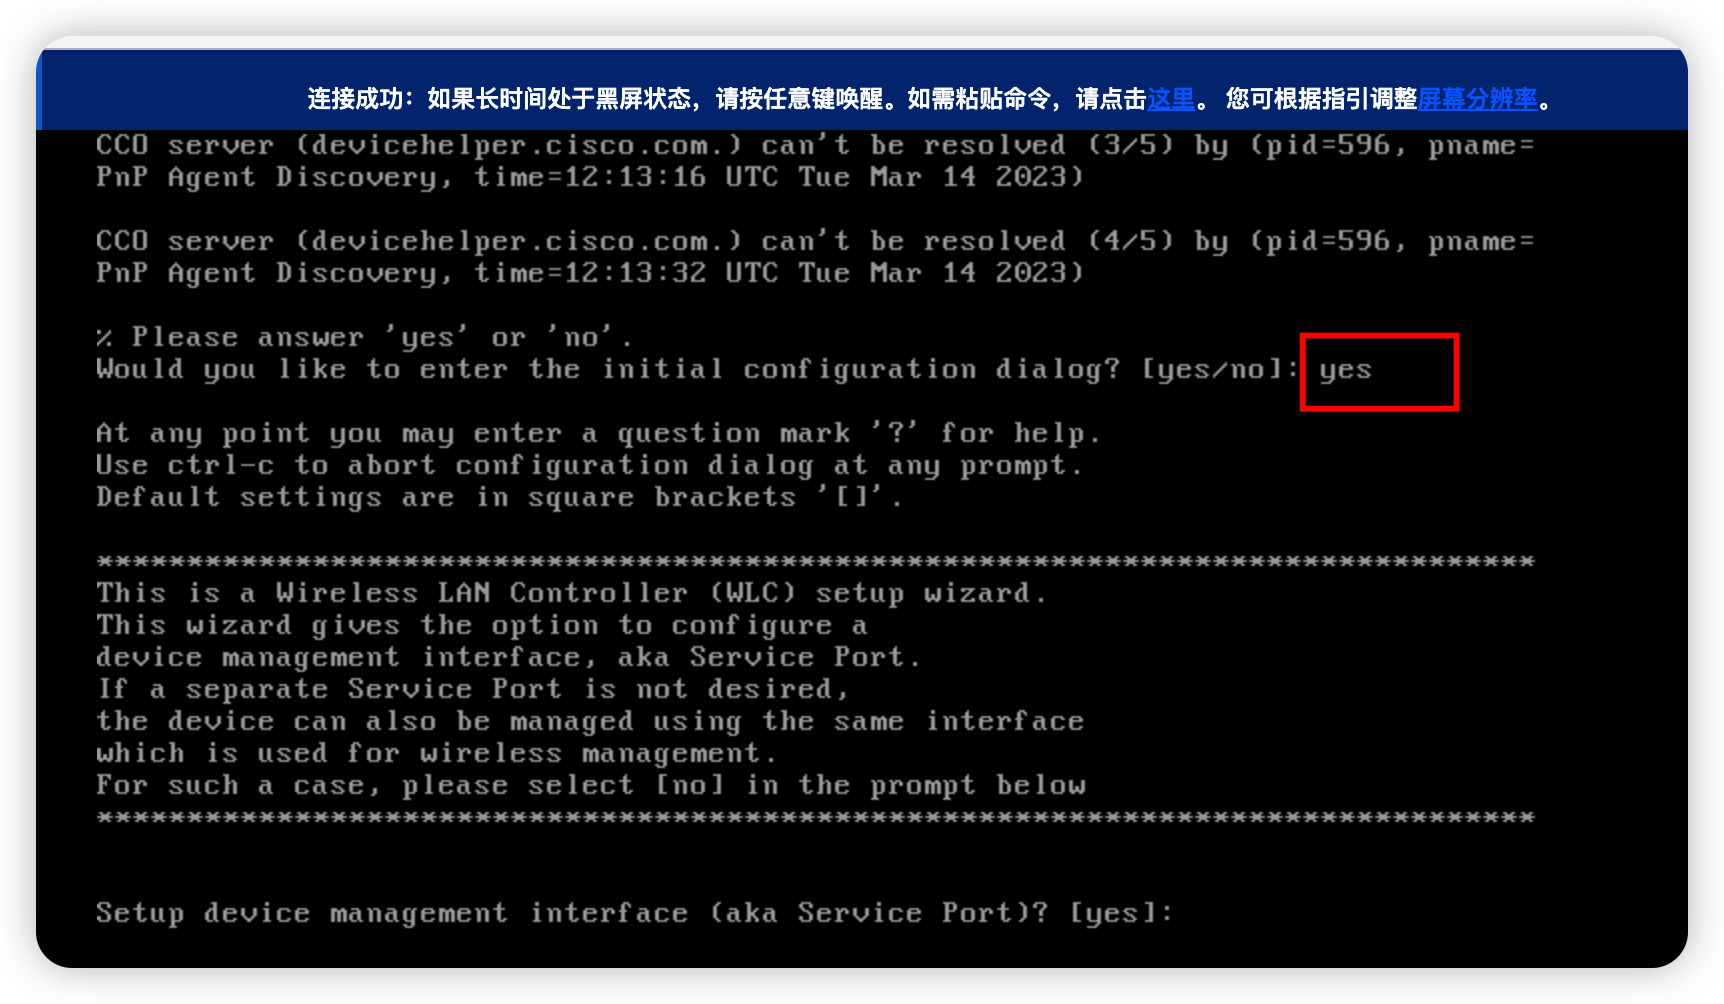 连接成功：如果长时间处于黑屏状态，请按任意键唤醒。如需粘贴命令，请点击这里。 您可根据指引调整屏幕分辨率。
CCO server (devicehelper.cisco.com.) can't be resolved (3/5) by (pid=596, pname=
PnP Agent Discovery, time=12:13:16 UTC Tue Mar 14 2023)
CCO server (devicehelper.cisco.com.) can't be resolved (4/5) by (pid=596, pname=
PnP Agent Discovery, time=12:13:32 UTC Tue Mar 14 2023)
% Please answer 'yes' or 'no'.
Would you like to enter the initial configuration dialog? [yes/no]: yes
At any point you may enter a question mark '?' for help.
Use ctrl-c to abort configuration dialog at any prompt.
Default settings are in square brackets '[]'.
********************************************************************************
This is a Wireless LAN Controller (WLC) setup wizard.
This wizard gives the option to configure a
device management interface, aka Service Port.
If a separate Service Port is not desired,
the device can also be managed using the same interface
which is used for wireless management.
For such a case, please select [no] in the prompt below
********************************************************************************
Setup device management interface (aka Service Port)? [yes]: